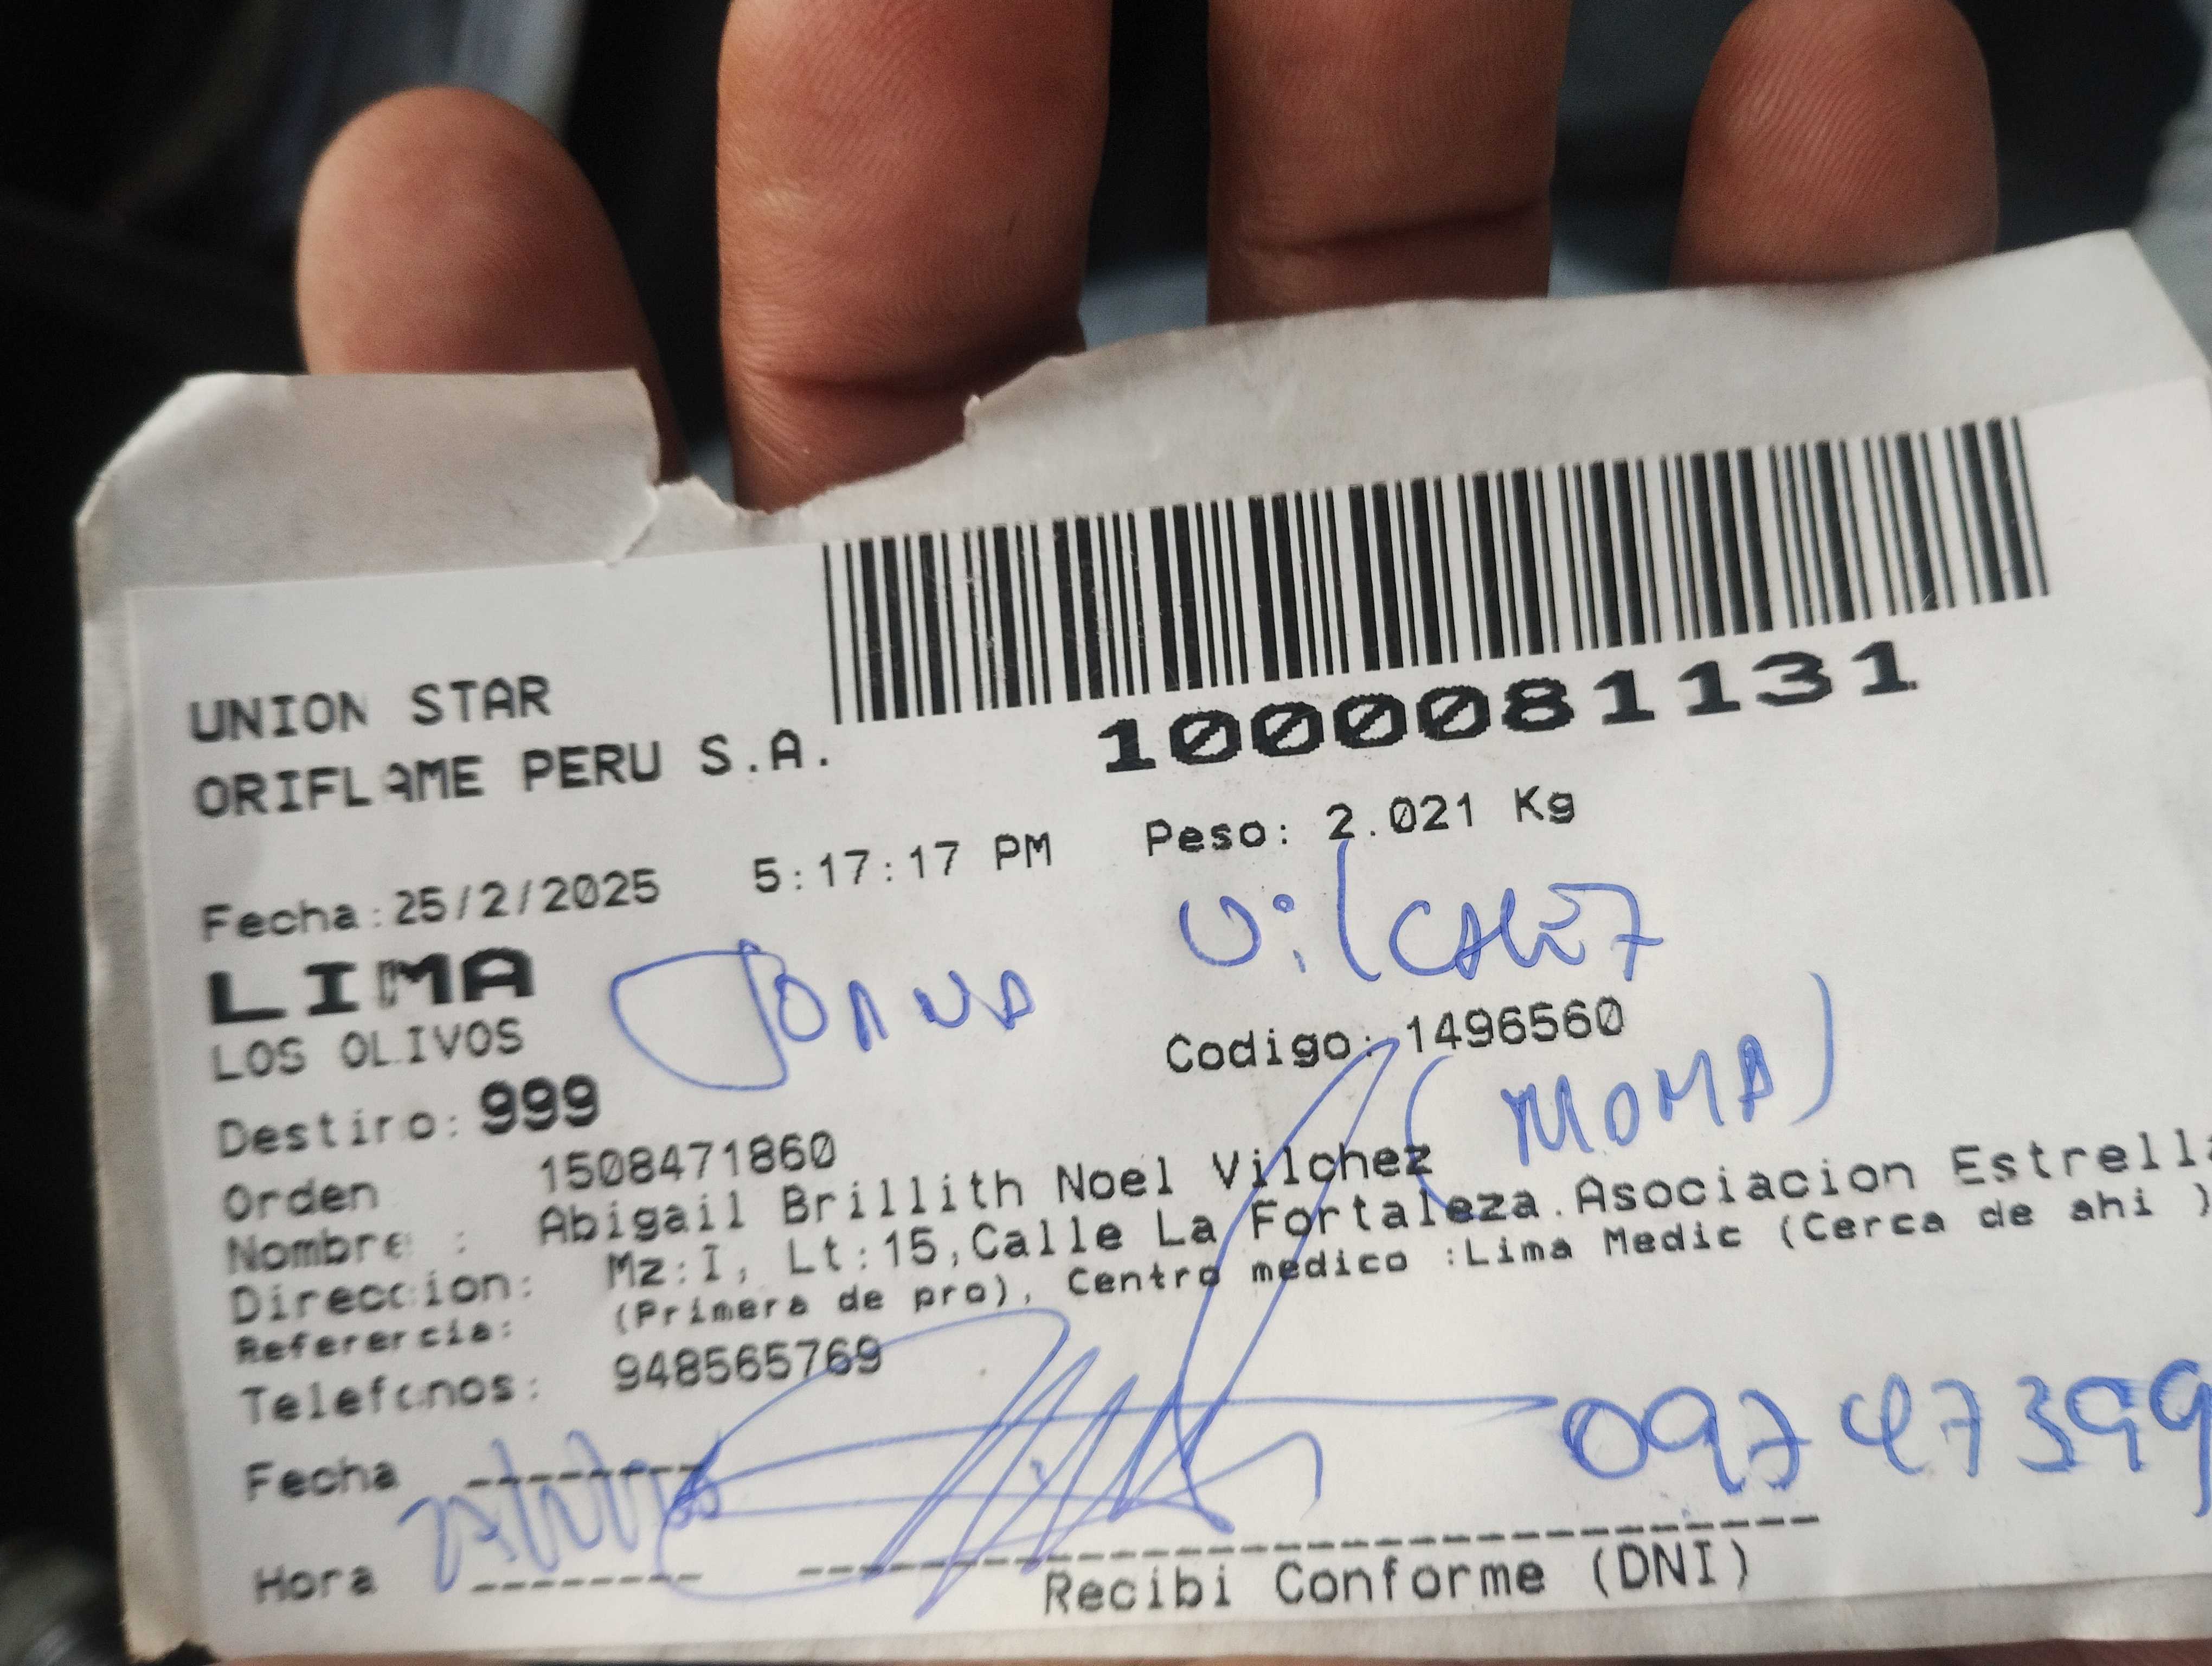 1000081131
UNION STAR
ORIFLAME PERU S.A.
Fecha:25/2/2025 5:17:17 PM Peso: 2.021 Kg
LIMA
LOS OLIVOS
Vilchez
Codigo: 1496560
(MOMA)
Destino: 999
Orden 1508471860
Nombre : Abigail Brillith Noel Vilchez
Direccion: Mz:I, Lt:15,Calle La Fortaleza.Asociacion Estrella
Referencia: (Primera de pro), Centro medico :Lima Medic (Cerca de ahi )
Telefonos: 948565769
Fecha
Hora
Recibi Conforme (DNI)